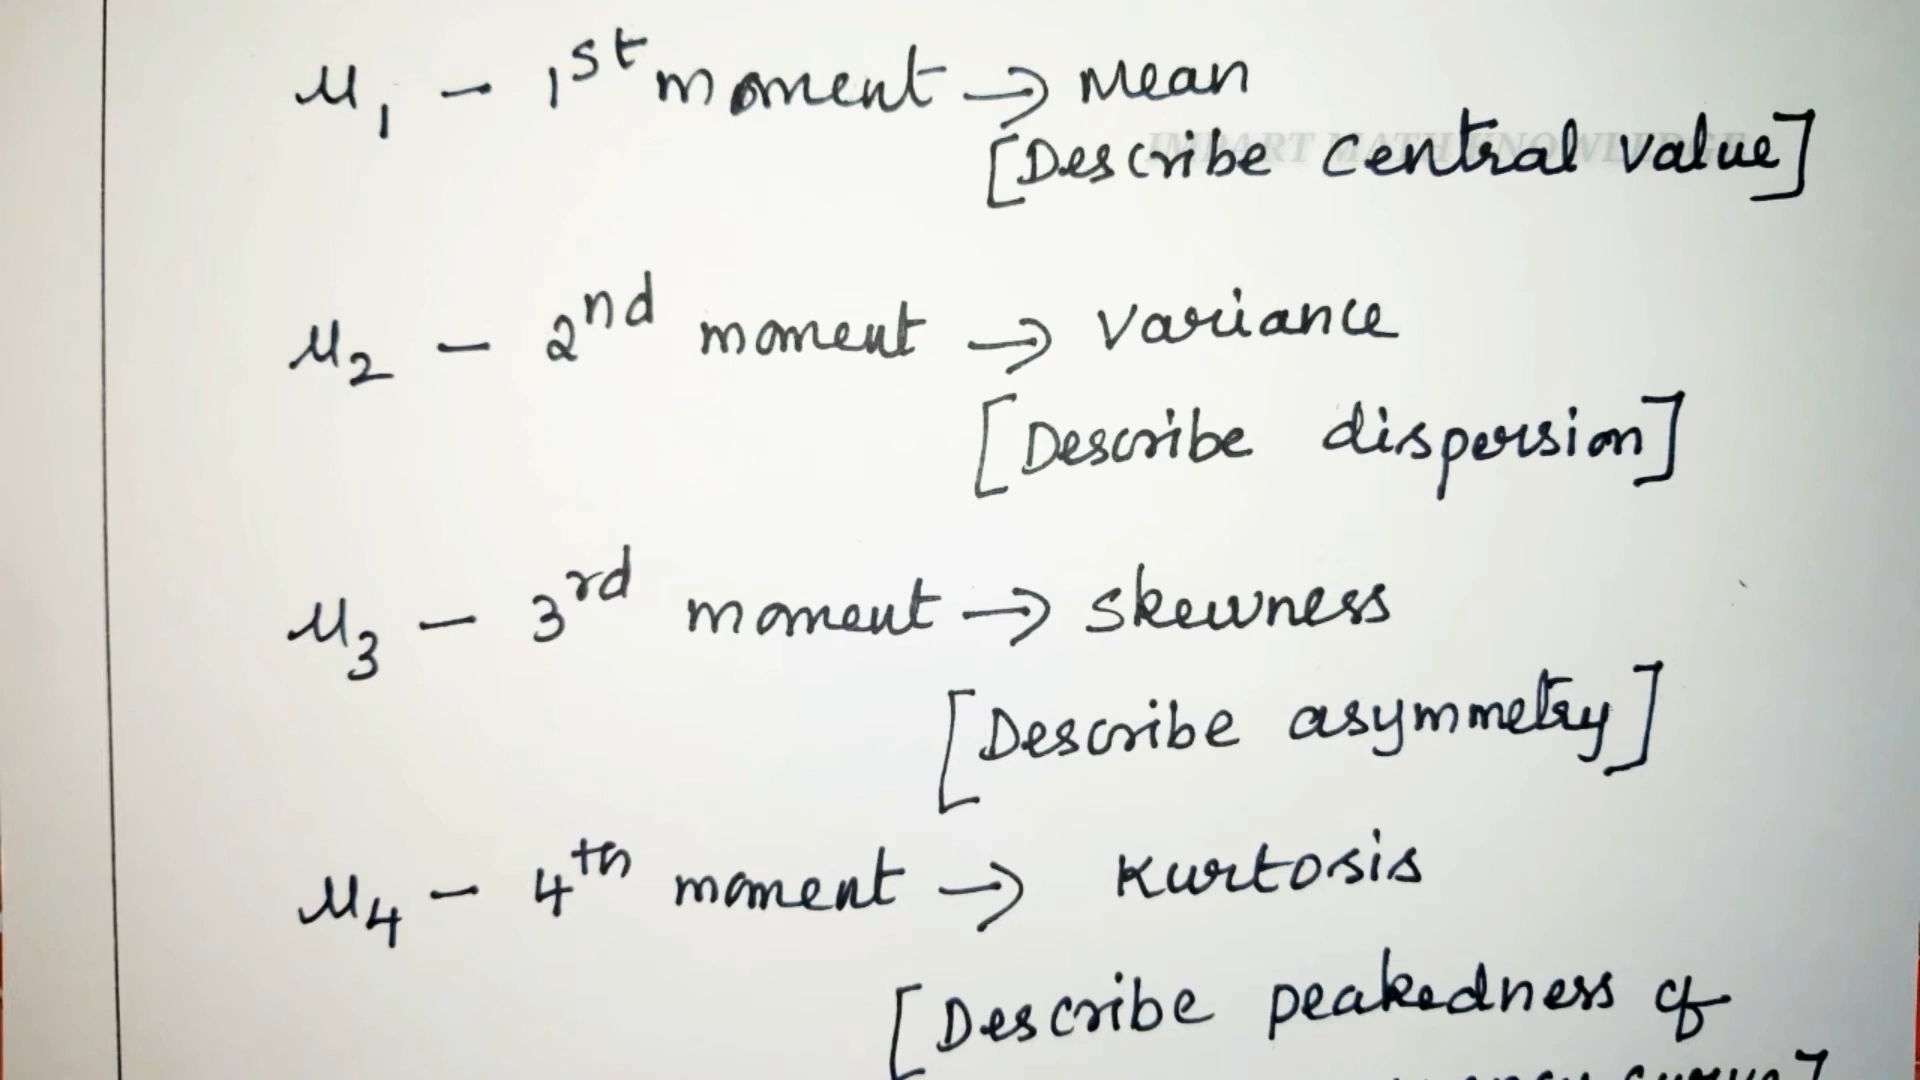 μ₁ - 1st moment → Mean
[Describe central value]
μ₂ - 2nd moment → Variance
[Describe dispersion]
μ₃ - 3rd moment → Skewness
[Describe asymmetry]
μ₄ - 4th moment → Kurtosis
[Describe peakedness of
curve]